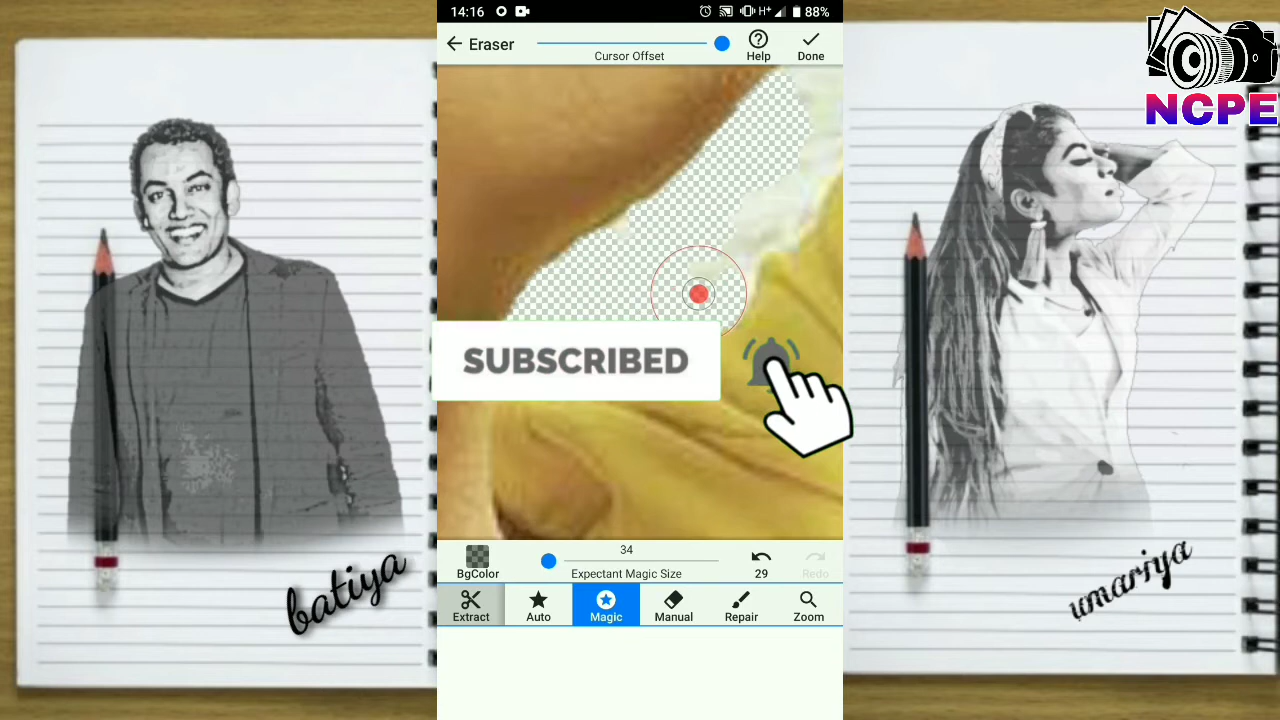 14:16
H+
88%
Eraser
Cursor Offset
Help
Done
NCPE
SUBSCRIBED
batiya
umariya
34
BgColor
Expectant Magic Size
29
Redo
Extract
Auto
Magic
Manual
Repair
Zoom